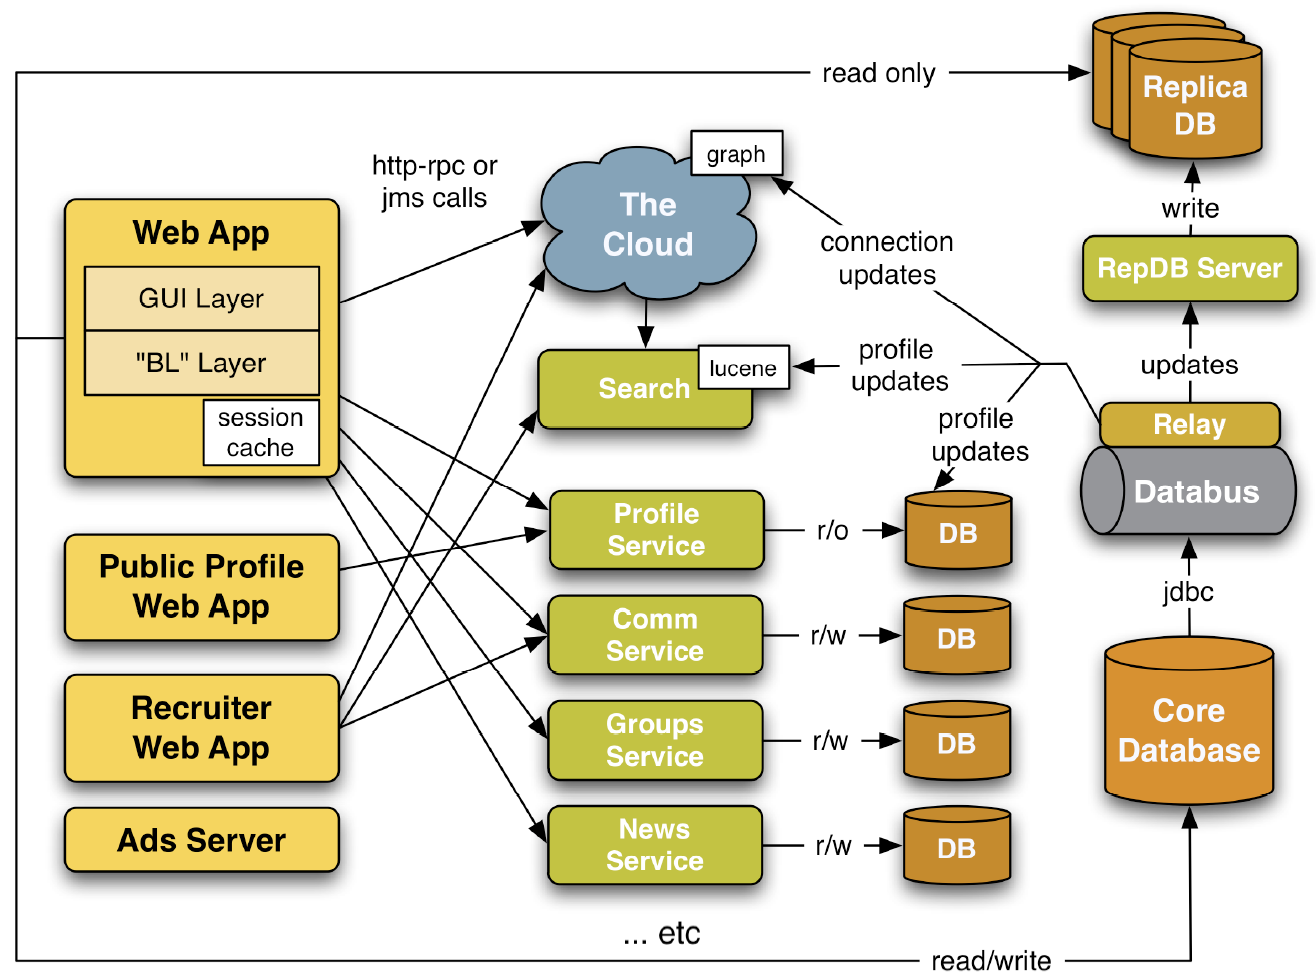 read only
Replica
DB
graph
http-rpc or
jms calls
The
Cloud
write
Web App
connection
updates
RepDB Server
GUI Layer
"BL" Layer
profile
updates
updates
lucene
Search
session
cache
profile
updates
Relay
Databus
Profile
Service
r/o
DB
Public Profile
Web App
jdbc
Comm
Service
r/w
DB
Recruiter
Web App
Core
Database
Groups
Service
r/w
DB
Ads Server
News
Service
r/w
DB
... etc
read/write